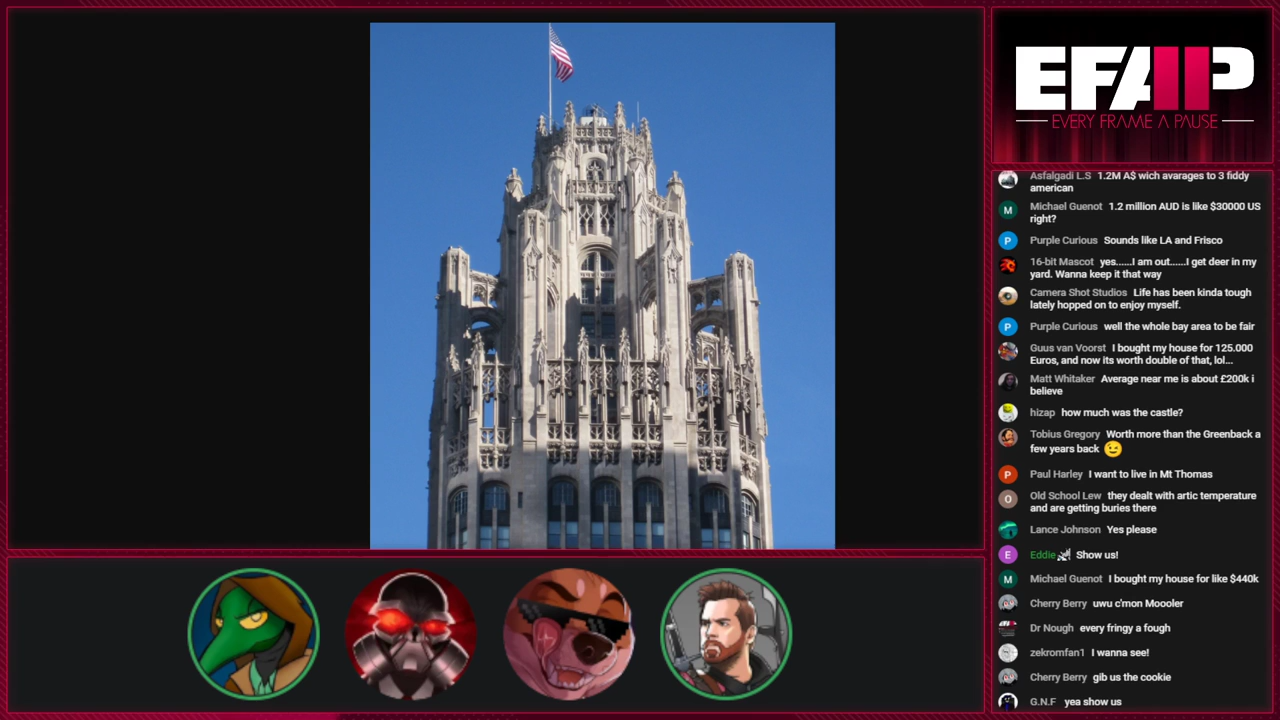 EFAP
EVERY FRAME A PAUSE
Asfalgadi L.S 1.2M A$ wich avarages to 3 fiddy
american
M
Michael Guenot 1.2 million AUD is like $30000 US
right?
P
Purple Curious Sounds like LA and Frisco
16-bit Mascot yes......I am out......I get deer in my
yard. Wanna keep it that way
Camera Shot Studios Life has been kinda tough
lately hopped on to enjoy myself.
P
Purple Curious well the whole bay area to be fair
Guus van Voorst I bought my house for 125.000
Euros, and now its worth double of that, lol...
Matt Whitaker Average near me is about £200k i
believe
hizap how much was the castle?
Tobius Gregory Worth more than the Greenback a
few years back 😉
P
Paul Harley I want to live in Mt Thomas
O
Old School Lew they dealt with artic temperature
and are getting buries there
Lance Johnson Yes please
E
Eddie Show us!
M
Michael Guenot I bought my house for like $440k
Cherry Berry uwu c'mon Moooler
Dr Nough every fringy a fough
zekromfan1 I wanna see!
Cherry Berry gib us the cookie
G.N.F yea show us